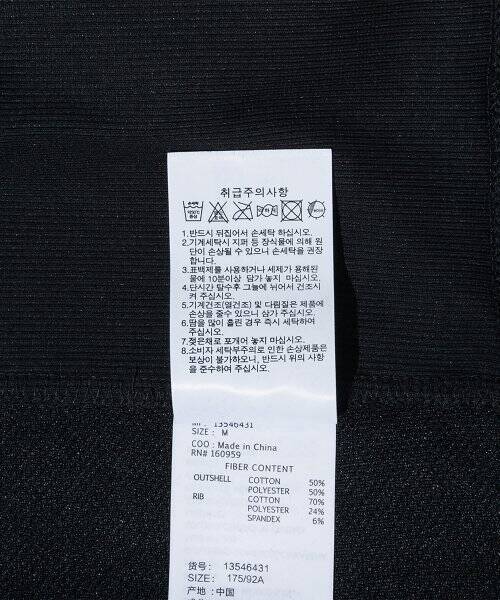 취급주의사항
1.반드시 뒤집어서 손세탁 하십시오.
2.기계세탁시 지퍼 등 장식물에 의해 원
단이 손상될 수 있으니 손세탁을 권장
합니다.
3.표백제를 사용하거나 세제가 용해된
물에 10분이상 담가 놓지 마십시오.
4.단시간 탈수후 그늘에 뉘어서 건조시
켜 주십시오.
5.기계건조(열건조) 및 다림질은 제품에
손상을 줄수 있으니 삼가 주십시오.
6.땀을 많이 흘린 경우 즉시 세탁하여
주십시오.
7.젖은채로 포개어 놓지 마십시오.
8.소비자 세탁부주의로 인한 손상제품은
보상이 불가하오니, 반드시 위의 사항
을 준수하여 주십시오.
13546431
SIZE : M
COO : Made in China
RN# 160959
FIBER CONTENT
OUTSHELL COTTON 50%
POLYESTER 50%
RIB COTTON 70%
POLYESTER 24%
SPANDEX 6%
货号: 13546431
SIZE: 175/92A
产地 : 中国